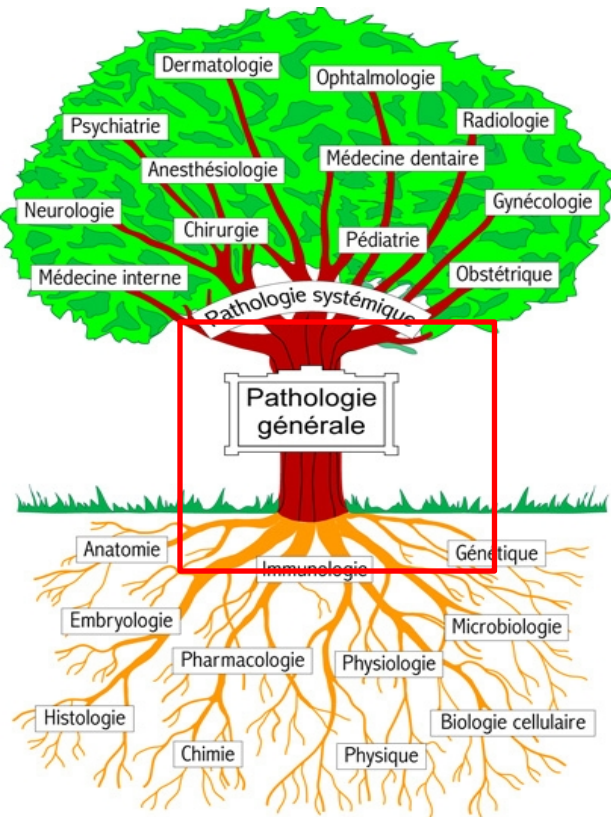 Dermatologie
Ophtalmologie
Psychiatrie
Radiologie
Anesthésiologie
Médecine dentaire
Neurologie
Gynécologie
Chirurgie
Pédiatrie
Médecine interne
Obstétrique
Pathologie systémique
Pathologie
générale
Anatomie
Immunologie
Génétique
Embryologie
Microbiologie
Pharmacologie
Physiologie
Histologie
Biologie cellulaire
Chimie
Physique